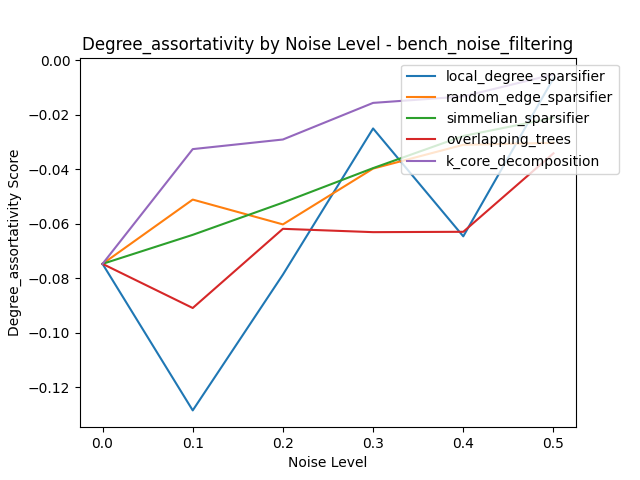 Degree_assortativity by Noise Level - bench_noise_filtering
Degree_assortativity Score
0.00
−0.02
−0.04
−0.06
−0.08
−0.10
−0.12
local_degree_sparsifier
random_edge_sparsifier
simmelian_sparsifier
overlapping_trees
k_core_decomposition
0.0 0.1 0.2 0.3 0.4 0.5
Noise Level